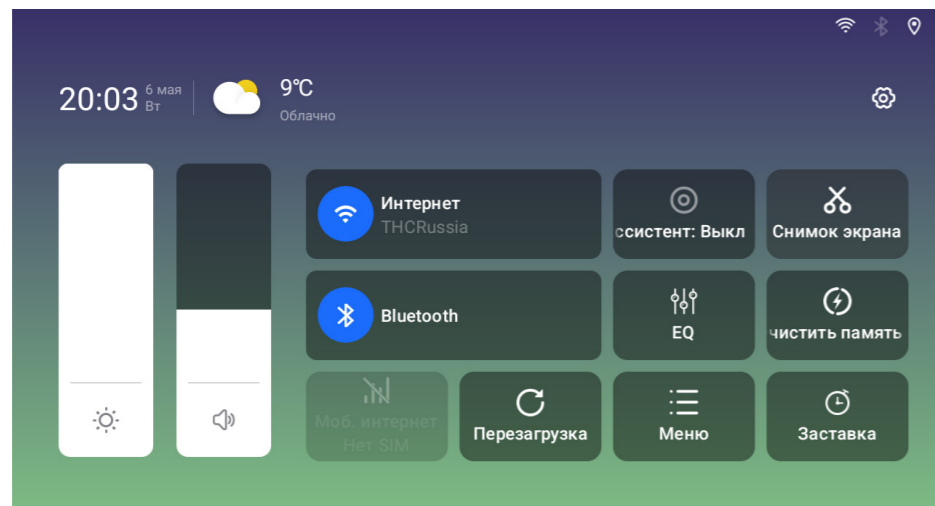 20:03
6 мая
Вт
9°C
Облачно
Интернет
THCRussia
ссистент: Выкл
Снимок экрана
Bluetooth
EQ
чистить память
Моб. интернет
Нет SIM
Перезагрузка
Меню
Заставка